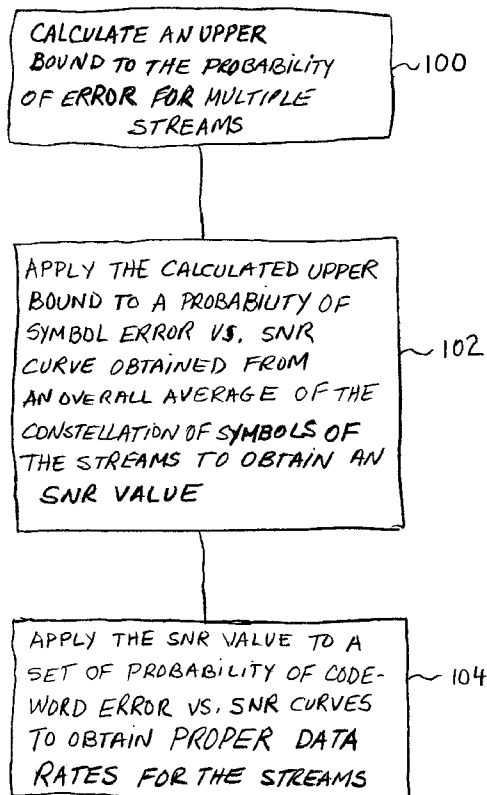 CALCULATE AN UPPER
BOUND TO THE PROBABILITY
OF ERROR FOR MULTIPLE
STREAMS
100
APPLY THE CALCULATED UPPER
BOUND TO A PROBABILITY OF
SYMBOL ERROR VS. SNR
CURVE OBTAINED FROM
AN OVERALL AVERAGE OF THE
CONSTELLATION OF SYMBOLS OF
THE STREAMS TO OBTAIN AN
SNR VALUE
102
APPLY THE SNR VALUE TO A
SET OF PROBABILITY OF CODE-
WORD ERROR VS. SNR CURVES
TO OBTAIN PROPER DATA
RATES FOR THE STREAMS
104